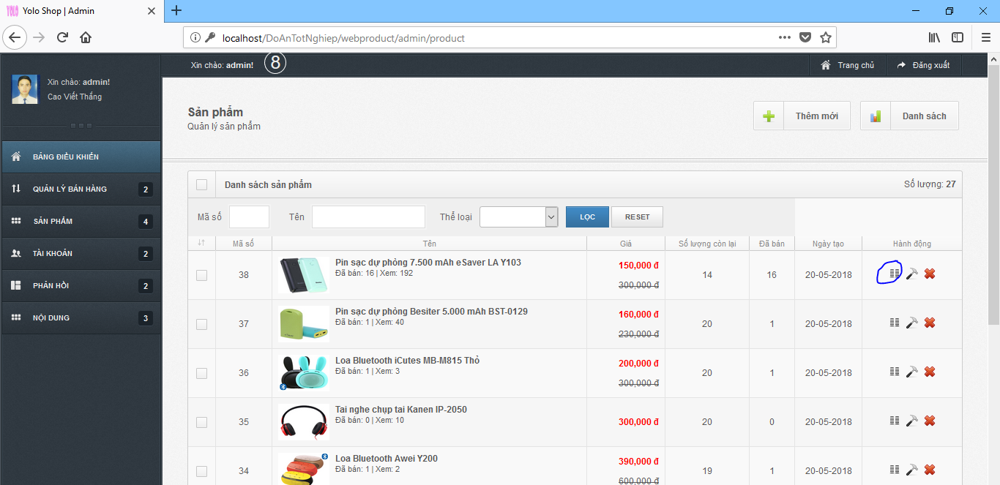 YOLO Yolo Shop | Admin
localhost/DoAnTotNghiep/webproduct/admin/product
Xin chào: admin!
Cao Viết Thắng
Xin chào: admin! 8
Trang chủ
Đăng xuất
Sản phẩm
Quản lý sản phẩm
Thêm mới
Danh sách
BẢNG ĐIỀU KHIỂN
QUẢN LÝ BÁN HÀNG 2
SẢN PHẨM 4
TÀI KHOẢN 2
PHẢN HỒI 2
NỘI DUNG 3
Danh sách sản phẩm
Số lượng: 27
Mã số Tên Thể loại LỌC RESET
Mã số Tên Giá Số lượng còn lại Đã bán Ngày tạo Hành động
38
Pin sạc dự phòng 7.500 mAh eSaver LA Y103
Đã bán: 16 | Xem: 192
150,000 đ
300,000 đ
14 16 20-05-2018
37
Pin sạc dự phòng Besiter 5.000 mAh BST-0129
Đã bán: 1 | Xem: 40
160,000 đ
230,000 đ
20 1 20-05-2018
36
Loa Bluetooth iCutes MB-M815 Thỏ
Đã bán: 1 | Xem: 3
200,000 đ
300,000 đ
20 1 20-05-2018
35
Tai nghe chụp tai Kanen IP-2050
Đã bán: 0 | Xem: 10
300,000 đ
20 0 20-05-2018
34
Loa Bluetooth Awei Y200
Đã bán: 1 | Xem: 2
390,000 đ
600,000 đ
19 1 20-05-2018